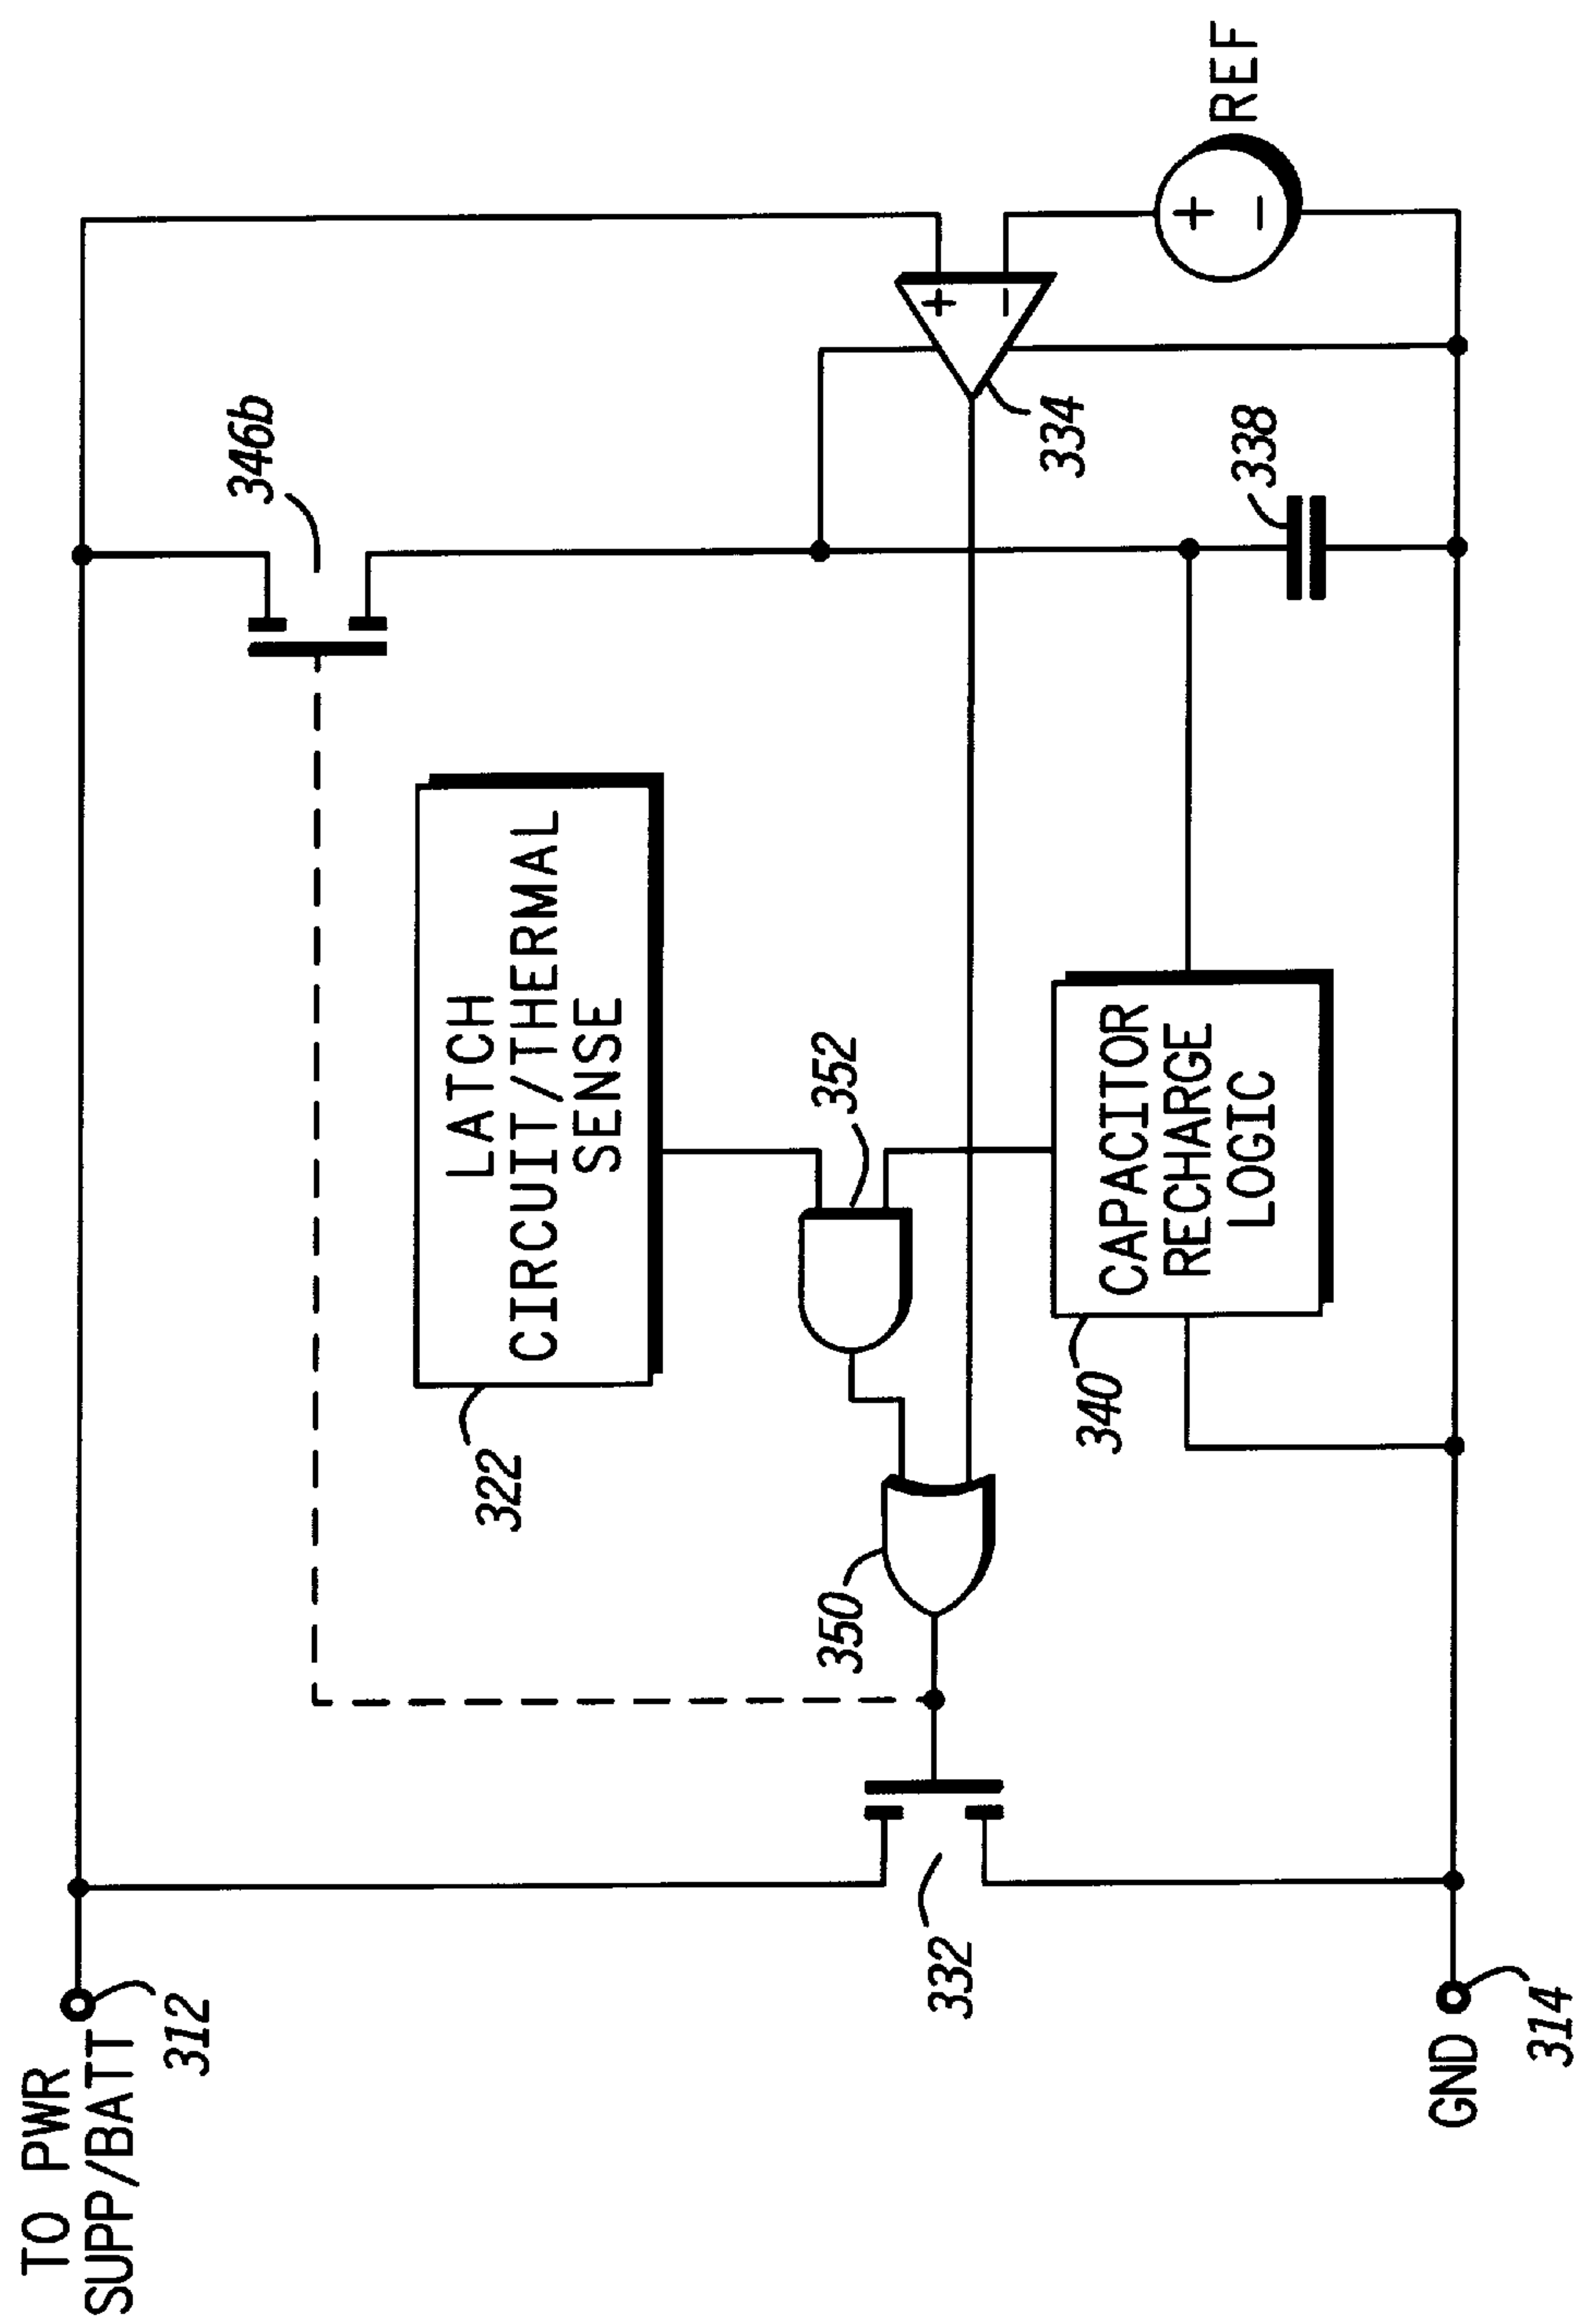 TO PWR
SUPP/BATT
312
346b
LATCH
CIRCUIT/THERMAL
SENSE
322
352
350
332
+
−
334
REF
+
−
338
CAPACITOR
RECHARGE
LOGIC
340
GND
314